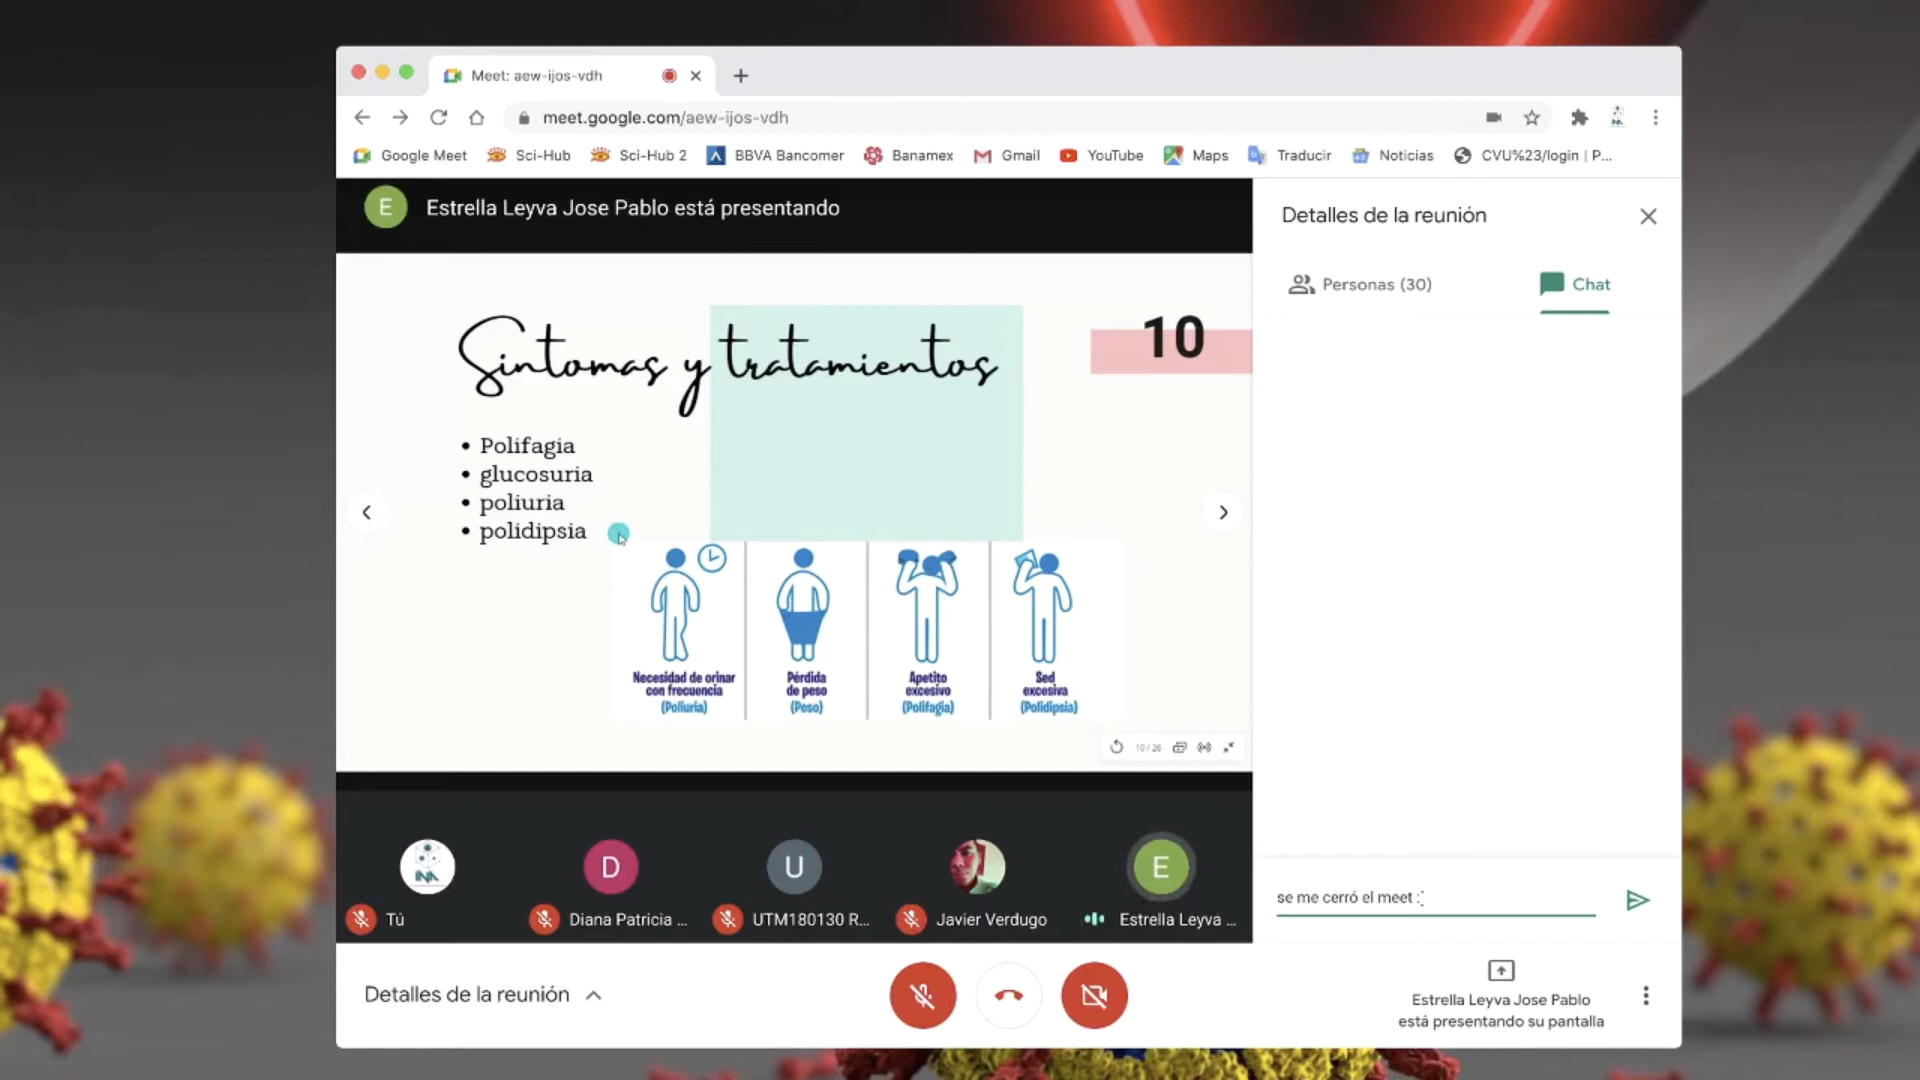 Meet: aew-ijos-vdh
meet.google.com/aew-ijos-vdh
Google Meet Sci-Hub Sci-Hub 2 BBVA Bancomer Banamex Gmail YouTube Maps Traducir Noticias CVU%23/login | P...
E Estrella Leyva Jose Pablo está presentando
Detalles de la reunión
Personas (30) Chat
Sintomas y tratamientos
10
• Polifagia
• glucosuria
• poliuria
• polidipsia
Necesidad de orinar
con frecuencia
(Poliuria)
Pérdida
de peso
(Peso)
Apetito
excesivo
(Polifagia)
Sed
excesiva
(Polidipsia)
10 / 26
INA
D
U
E
Tú
Diana Patricia ...
UTM180130 R...
Javier Verdugo
Estrella Leyva ...
se me cerró el meet :
Detalles de la reunión
Estrella Leyva Jose Pablo
está presentando su pantalla